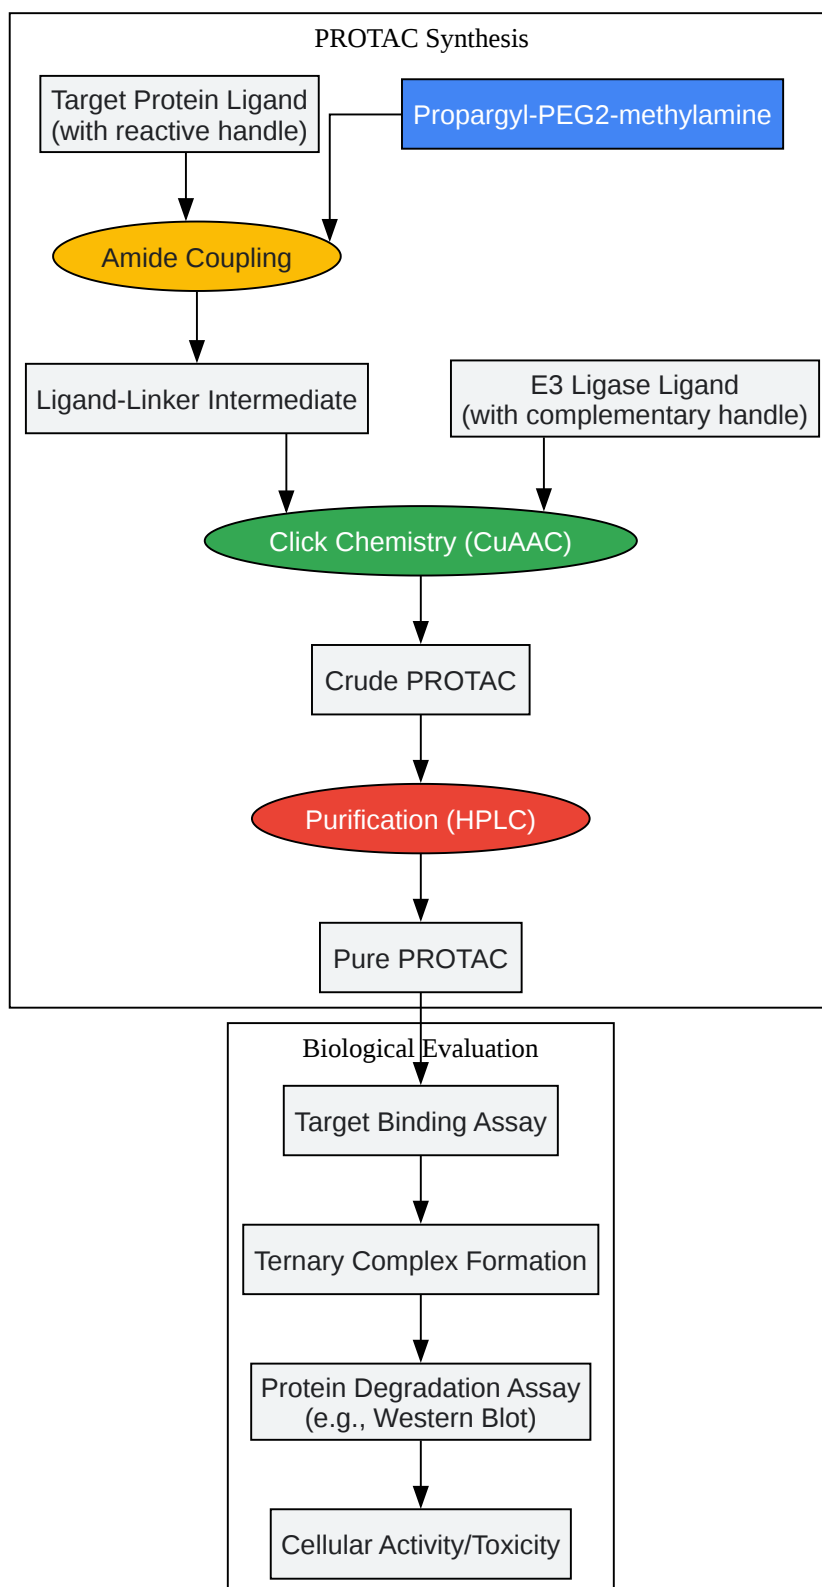 PROTAC Synthesis
Target Protein Ligand
(with reactive handle)
Propargyl-PEG2-methylamine
Amide Coupling
Ligand-Linker Intermediate
E3 Ligase Ligand
(with complementary handle)
Click Chemistry (CuAAC)
Crude PROTAC
Purification (HPLC)
Pure PROTAC
Biological Evaluation
Target Binding Assay
Ternary Complex Formation
Protein Degradation Assay
(e.g., Western Blot)
Cellular Activity/Toxicity